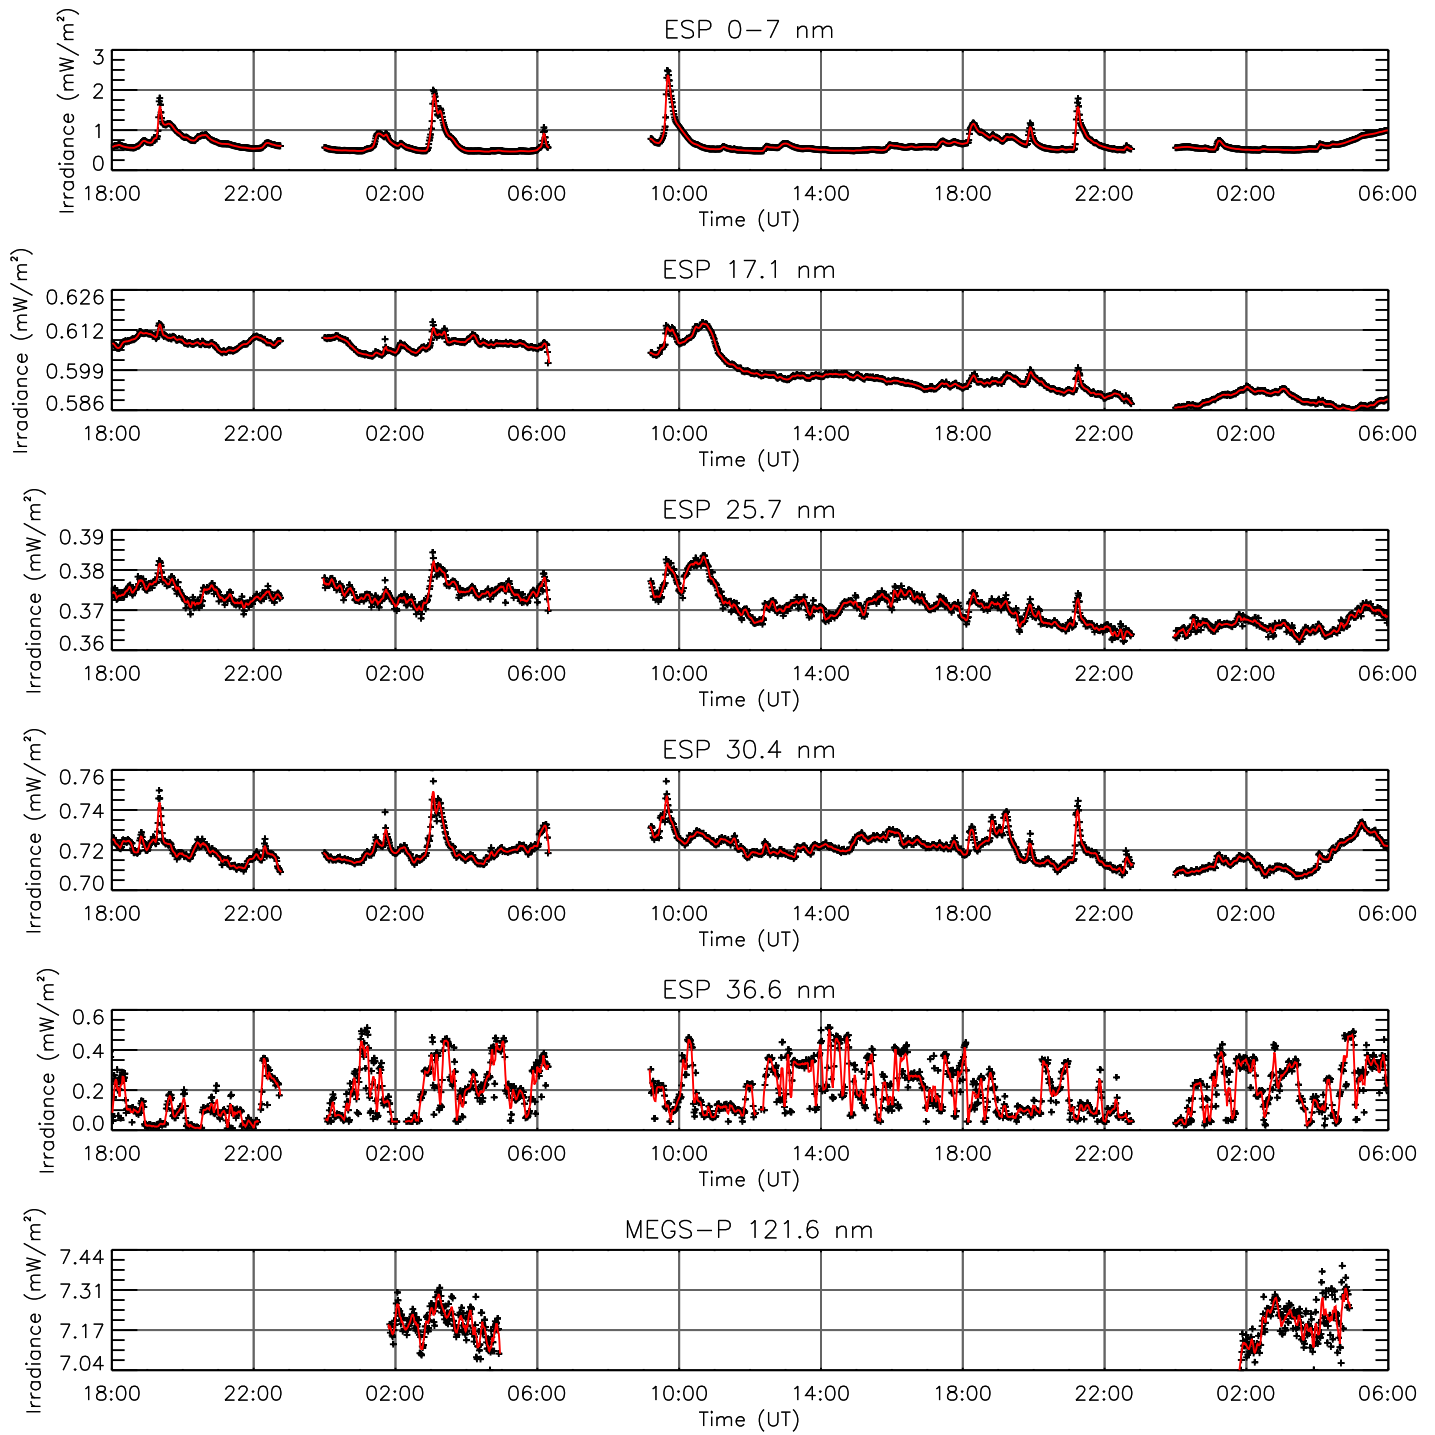 ESP 0-7 nm
Irradiance (mW/m²)
3
2
1
0
18:00 22:00 02:00 06:00 10:00 14:00 18:00 22:00 02:00 06:00
Time (UT)
ESP 17.1 nm
Irradiance (mW/m²)
0.626
0.612
0.599
0.586
18:00 22:00 02:00 06:00 10:00 14:00 18:00 22:00 02:00 06:00
Time (UT)
ESP 25.7 nm
Irradiance (mW/m²)
0.39
0.38
0.37
0.36
18:00 22:00 02:00 06:00 10:00 14:00 18:00 22:00 02:00 06:00
Time (UT)
ESP 30.4 nm
Irradiance (mW/m²)
0.76
0.74
0.72
0.70
18:00 22:00 02:00 06:00 10:00 14:00 18:00 22:00 02:00 06:00
Time (UT)
ESP 36.6 nm
Irradiance (mW/m²)
0.6
0.4
0.2
0.0
18:00 22:00 02:00 06:00 10:00 14:00 18:00 22:00 02:00 06:00
Time (UT)
MEGS-P 121.6 nm
Irradiance (mW/m²)
7.44
7.31
7.17
7.04
18:00 22:00 02:00 06:00 10:00 14:00 18:00 22:00 02:00 06:00
Time (UT)